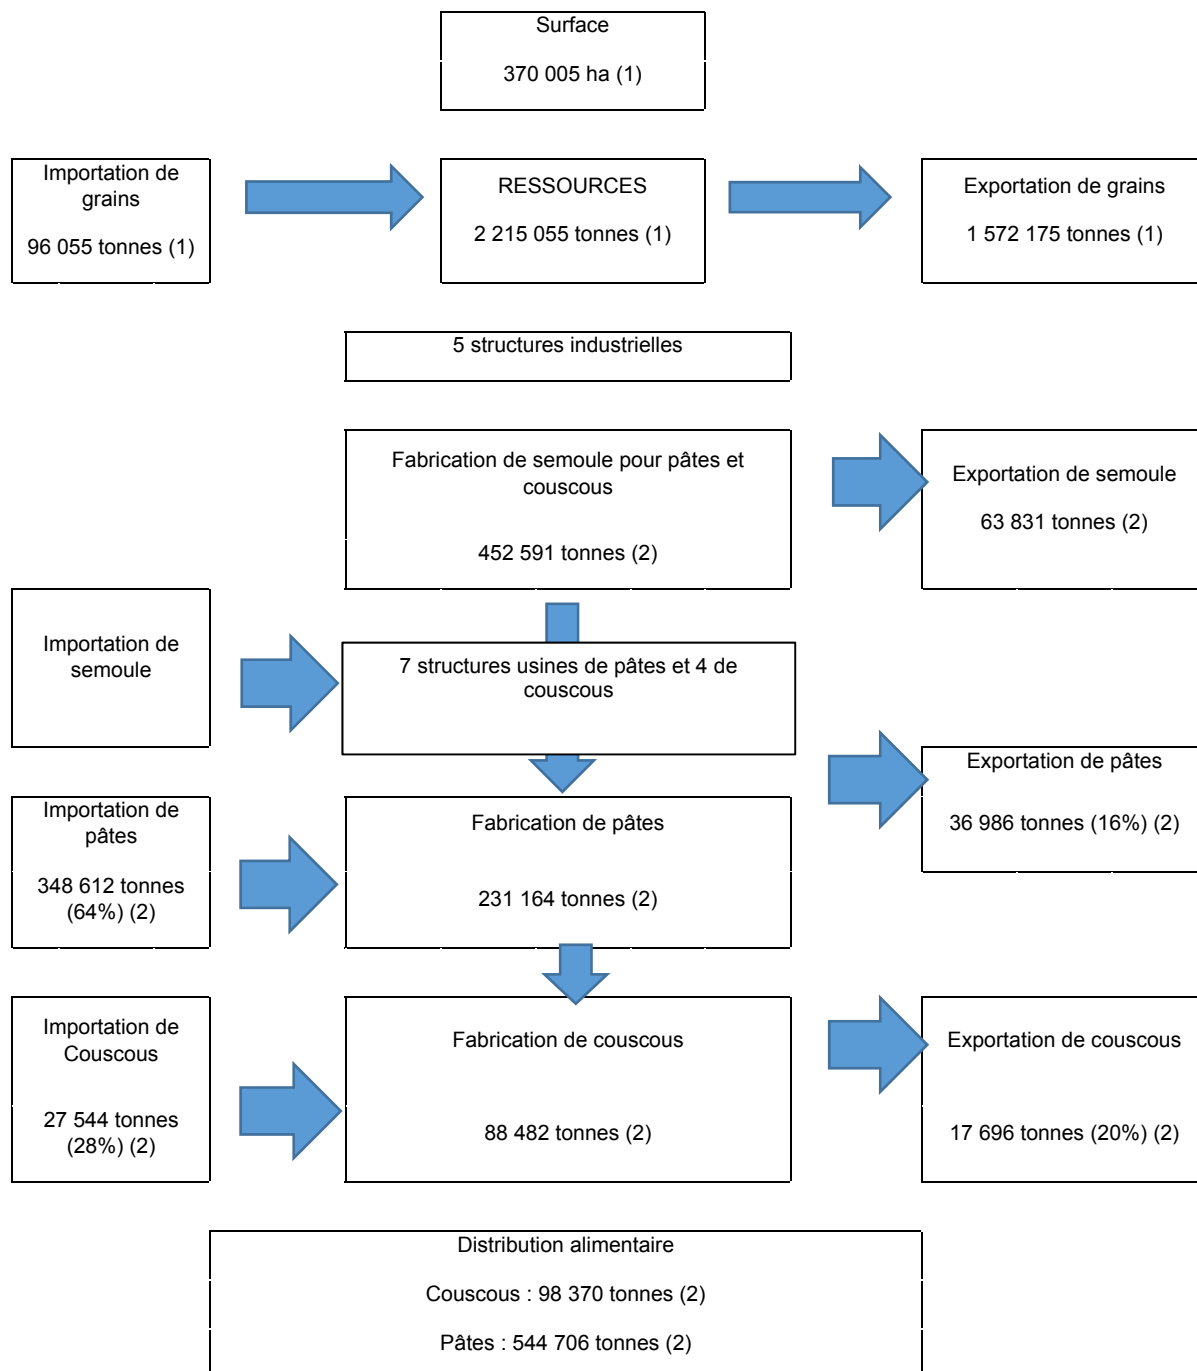 Surface
370 005 ha (1)
Importation de
grains
96 055 tonnes (1)
RESSOURCES
2 215 055 tonnes (1)
Exportation de grains
1 572 175 tonnes (1)
5 structures industrielles
Fabrication de semoule pour pâtes et
couscous
452 591 tonnes (2)
Exportation de semoule
63 831 tonnes (2)
Importation de
semoule
7 structures usines de pâtes et 4 de
couscous
Exportation de pâtes
36 986 tonnes (16%) (2)
Importation de
pâtes
348 612 tonnes
(64%) (2)
Fabrication de pâtes
231 164 tonnes (2)
Importation de
Couscous
27 544 tonnes
(28%) (2)
Fabrication de couscous
88 482 tonnes (2)
Exportation de couscous
17 696 tonnes (20%) (2)
Distribution alimentaire
Couscous : 98 370 tonnes (2)
Pâtes : 544 706 tonnes (2)